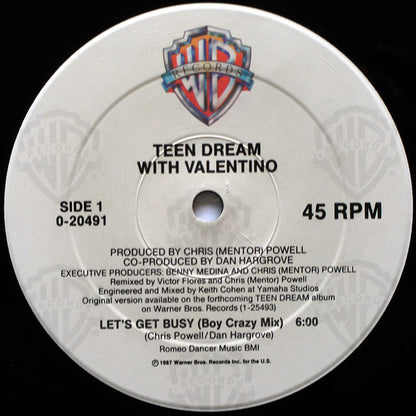 WB
RECORDS
TEEN DREAM
WITH VALENTINO
SIDE 1
0-20491
45 RPM
PRODUCED BY CHRIS (MENTOR) POWELL
CO-PRODUCED BY DAN HARGROVE
EXECUTIVE PRODUCERS: BENNY MEDINA AND CHRIS (MENTOR) POWELL
Remixed by Victor Flores and Chris (Mentor) Powell
Engineered and Mixed by Keith Cohen at Yamaha Studios
Original version available on the forthcoming TEEN DREAM album
on Warner Bros. Records (1-25493)
LET'S GET BUSY (Boy Crazy Mix) 6:00
(Chris Powell/Dan Hargrove)
Romeo Dancer Music BMI
℗ 1987 Warner Bros. Records Inc. for the U.S.